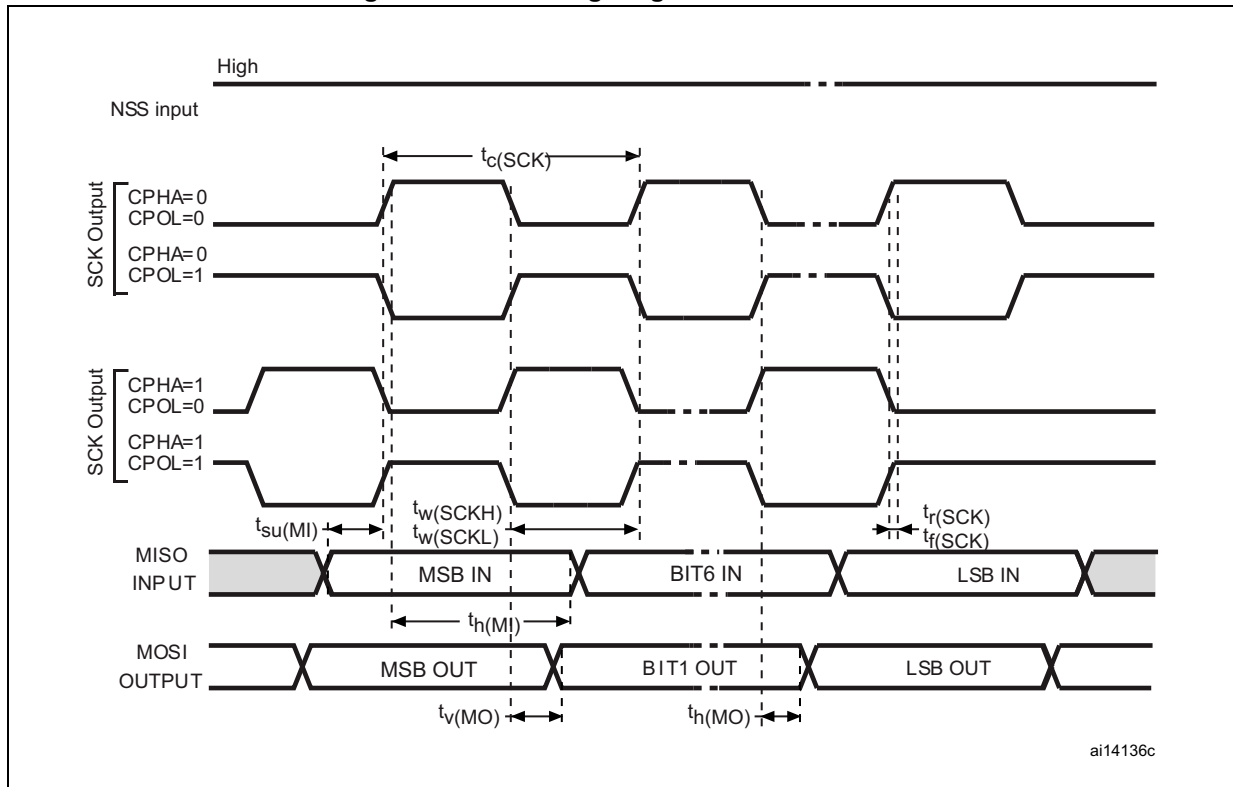 High
NSS input
tc(SCK)
SCK Output
CPHA=0
CPOL=0
CPHA=0
CPOL=1
SCK Output
CPHA=1
CPOL=0
CPHA=1
CPOL=1
tsu(MI)
tw(SCKH)
tw(SCKL)
tr(SCK)
tf(SCK)
MISO
INPUT
MSB IN
BIT6 IN
LSB IN
th(MI)
MOSI
OUTPUT
MSB OUT
BIT1 OUT
LSB OUT
tv(MO)
th(MO)
ai14136c